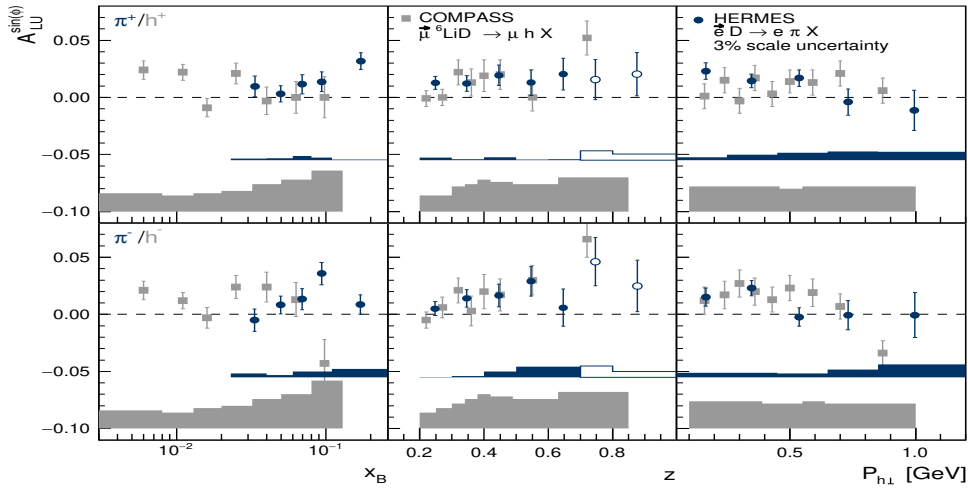 A_LU^sin(ϕ)
π⁺/h⁺
COMPASS
μ ⁶LiD → μ h X
HERMES
e D → e π X
3% scale uncertainty
0.05
0.00
−0.05
−0.10
π⁻/h⁻
0.05
0.00
−0.05
−0.10
10⁻² 10⁻¹
0.2 0.4 0.6 0.8
0.5 1.0
x_B
z
P_h⊥ [GeV]